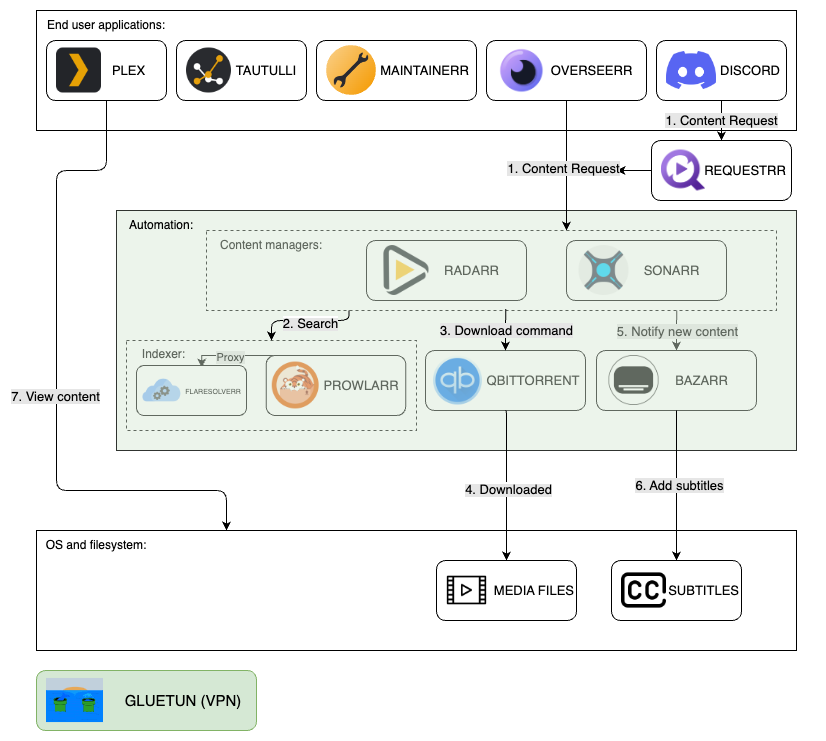 End user applications:
PLEX
TAUTULLI
MAINTAINERR
OVERSEERR
DISCORD
1. Content Request
1. Content Request
REQUESTRR
Automation:
Content managers:
RADARR
SONARR
2. Search
3. Download command
5. Notify new content
Indexer:
Proxy
FLARESOLVERR
PROWLARR
qb
QBITTORRENT
BAZARR
7. View content
4. Downloaded
6. Add subtitles
OS and filesystem:
MEDIA FILES
CC
SUBTITLES
GLUETUN (VPN)